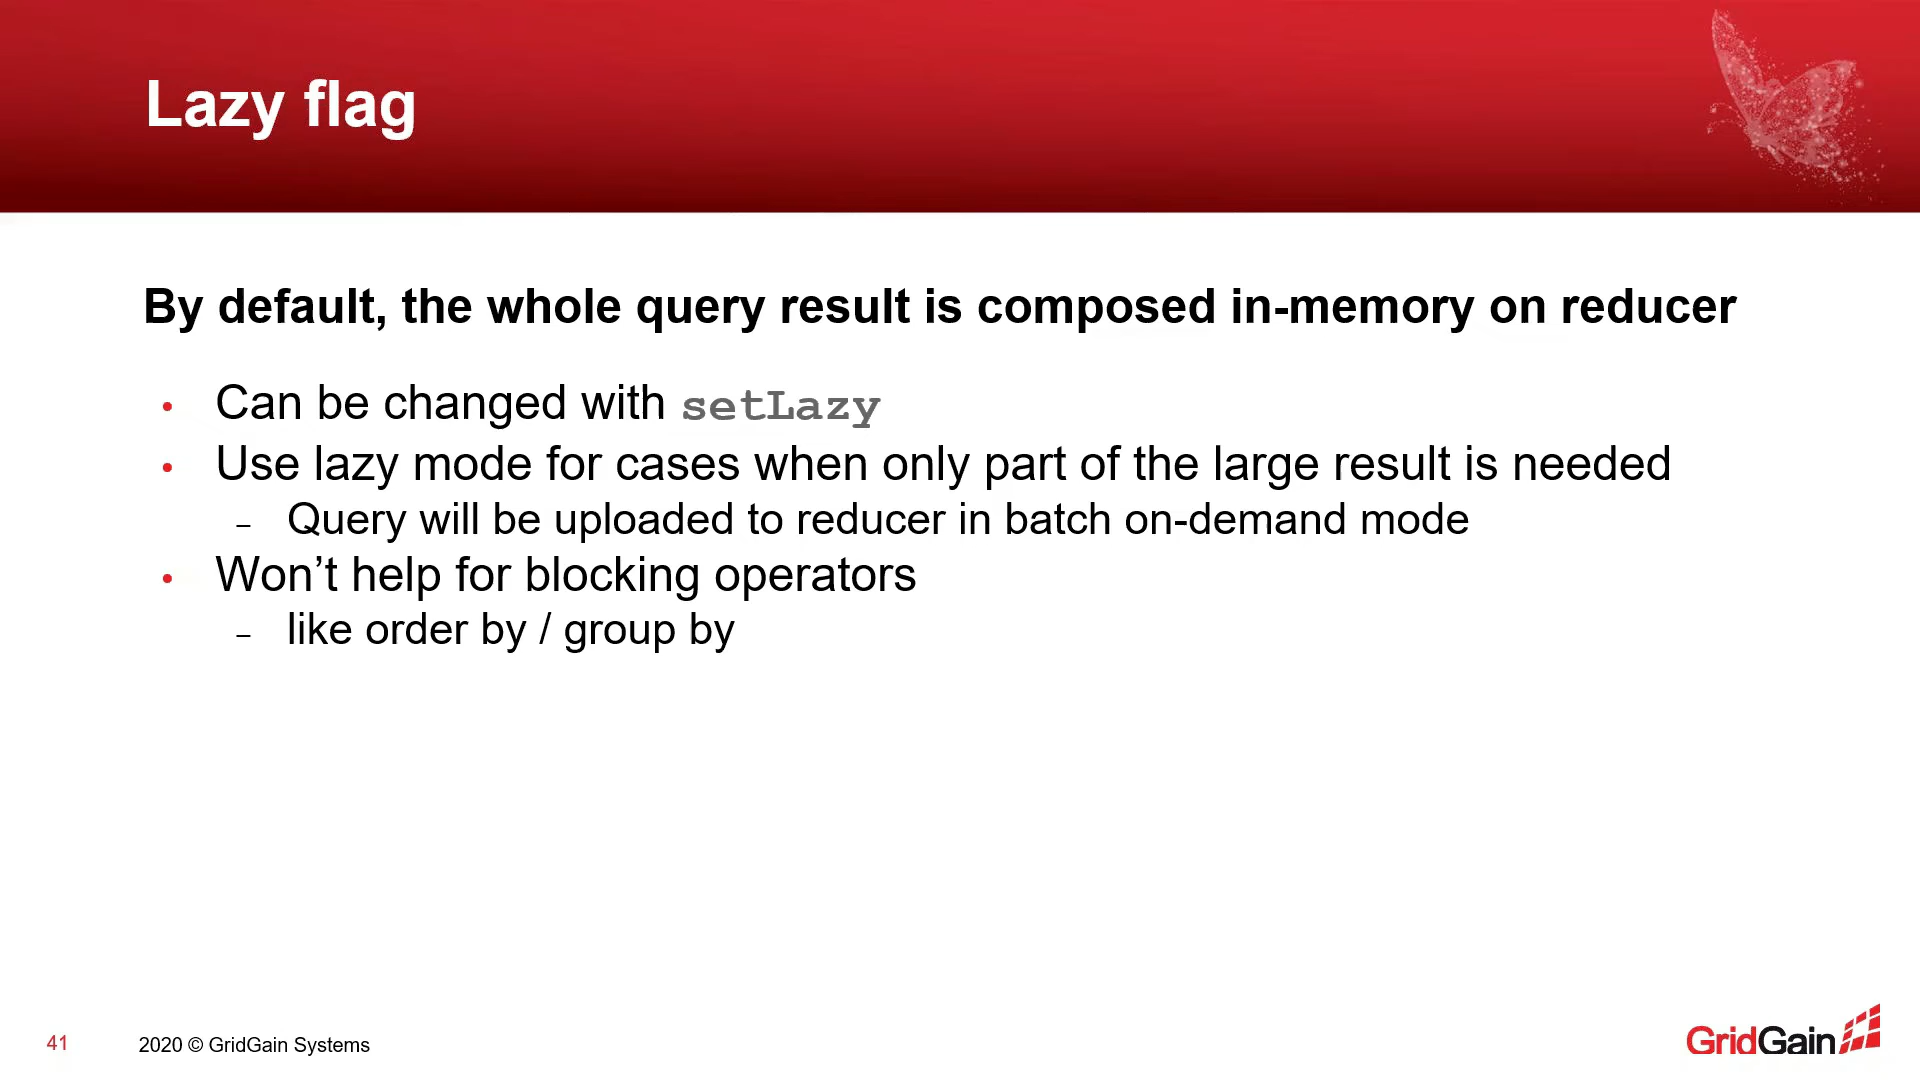 Lazy flag
By default, the whole query result is composed in-memory on reducer
• Can be changed with setLazy
• Use lazy mode for cases when only part of the large result is needed
– Query will be uploaded to reducer in batch on-demand mode
• Won’t help for blocking operators
– like order by / group by
41
2020 © GridGain Systems
GridGain